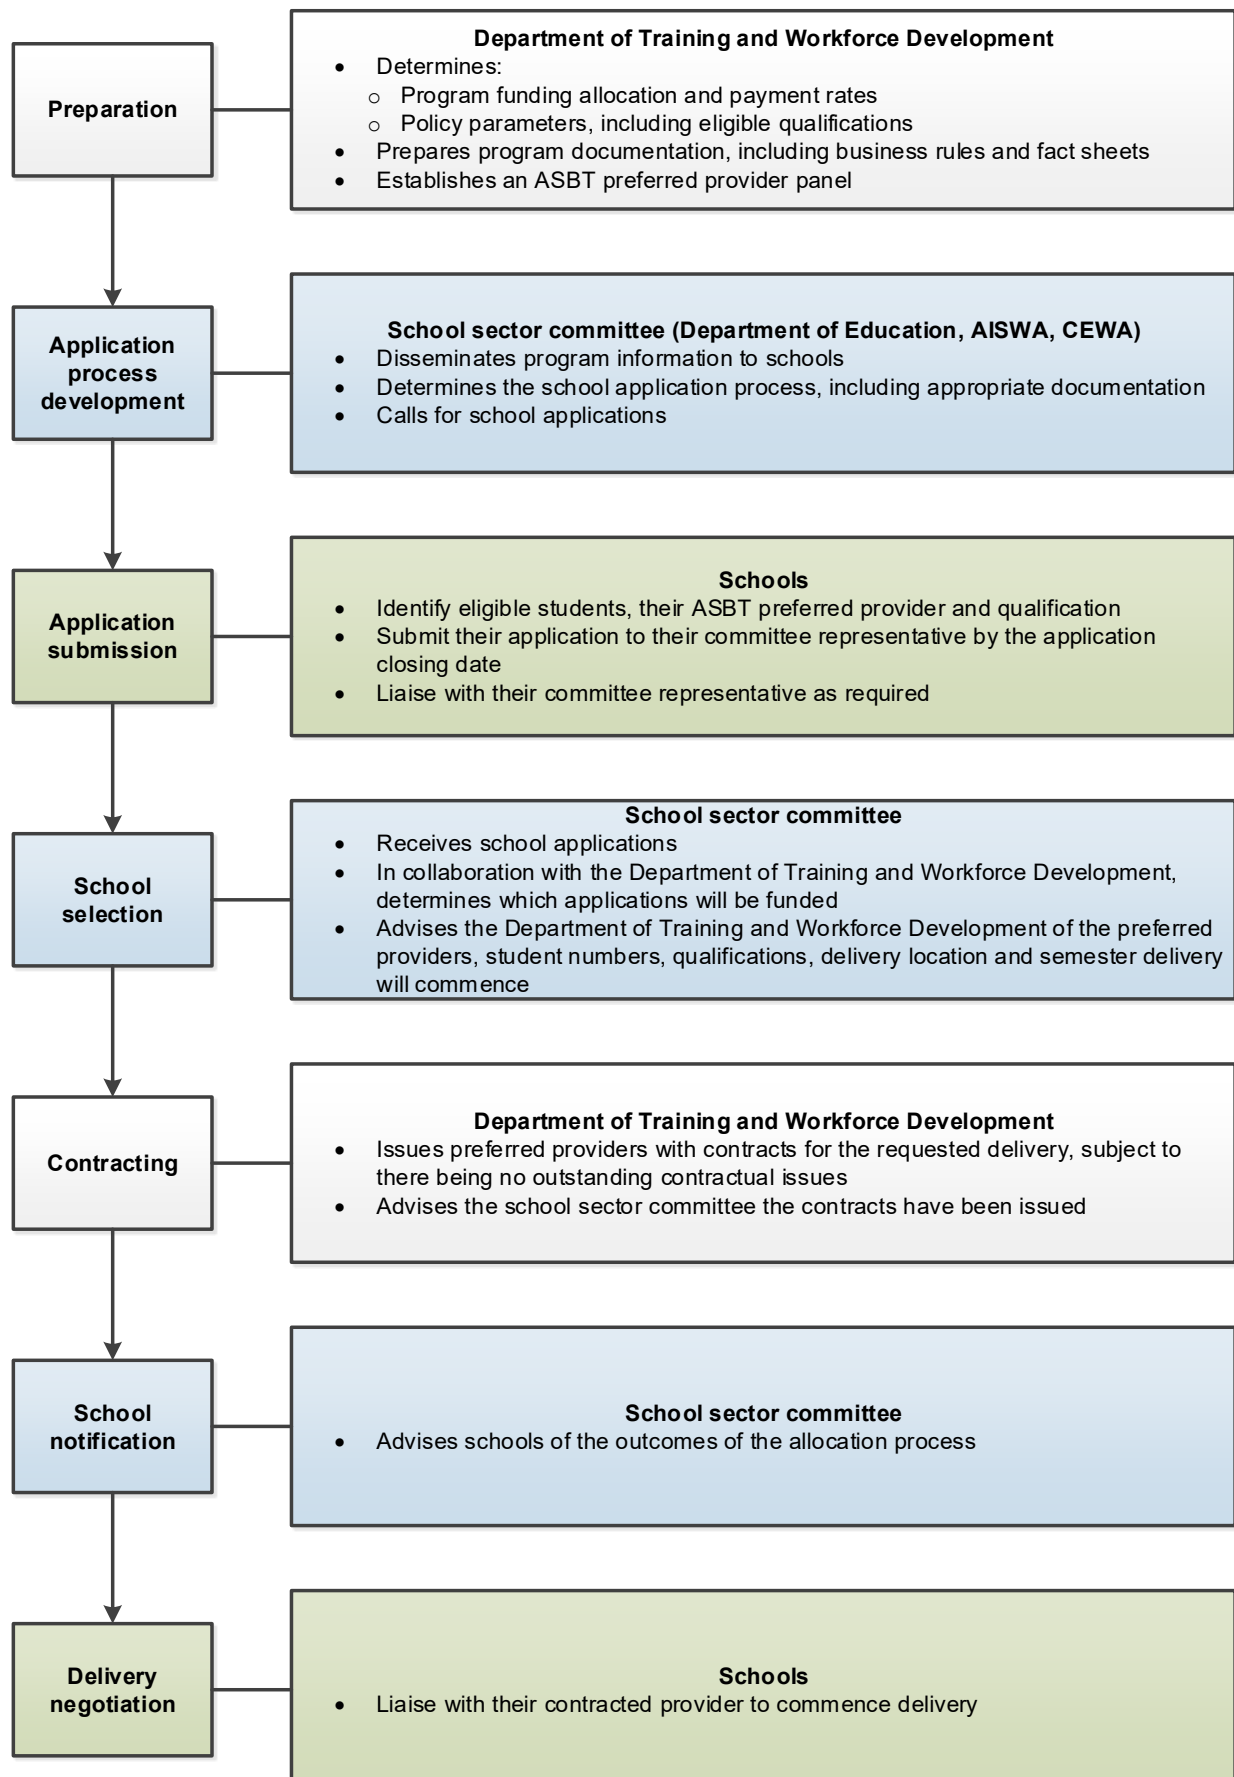 Preparation
Department of Training and Workforce Development
• Determines:
o Program funding allocation and payment rates
o Policy parameters, including eligible qualifications
• Prepares program documentation, including business rules and fact sheets
• Establishes an ASBT preferred provider panel
Application
process
development
School sector committee (Department of Education, AISWA, CEWA)
• Disseminates program information to schools
• Determines the school application process, including appropriate documentation
• Calls for school applications
Application
submission
Schools
• Identify eligible students, their ASBT preferred provider and qualification
• Submit their application to their committee representative by the application
closing date
• Liaise with their committee representative as required
School
selection
School sector committee
• Receives school applications
• In collaboration with the Department of Training and Workforce Development,
determines which applications will be funded
• Advises the Department of Training and Workforce Development of the preferred
providers, student numbers, qualifications, delivery location and semester delivery
will commence
Contracting
Department of Training and Workforce Development
• Issues preferred providers with contracts for the requested delivery, subject to
there being no outstanding contractual issues
• Advises the school sector committee the contracts have been issued
School
notification
School sector committee
• Advises schools of the outcomes of the allocation process
Delivery
negotiation
Schools
• Liaise with their contracted provider to commence delivery